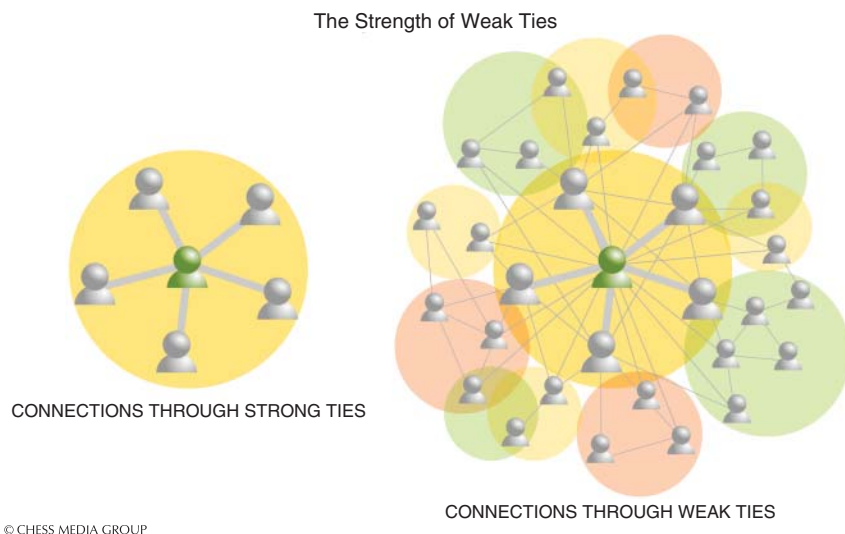 The Strength of Weak Ties
CONNECTIONS THROUGH STRONG TIES
CONNECTIONS THROUGH WEAK TIES
© CHESS MEDIA GROUP